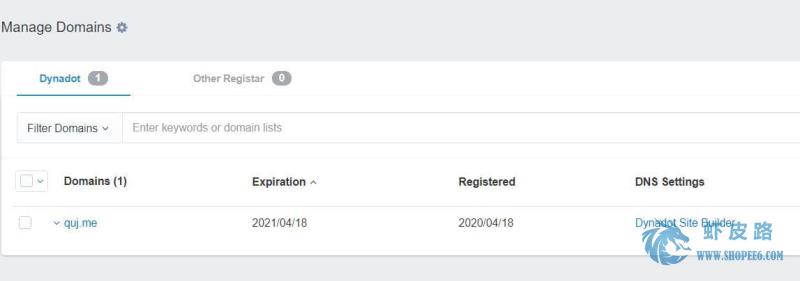 Manage Domains
Dynadot 1 Other Registar 0
Filter Domains Enter keywords or domain lists
Domains (1) Expiration Registered DNS Settings
quj.me 2021/04/18 2020/04/18 Dynadot Site Builder
虾皮路
WWW.SHOPEE6.COM